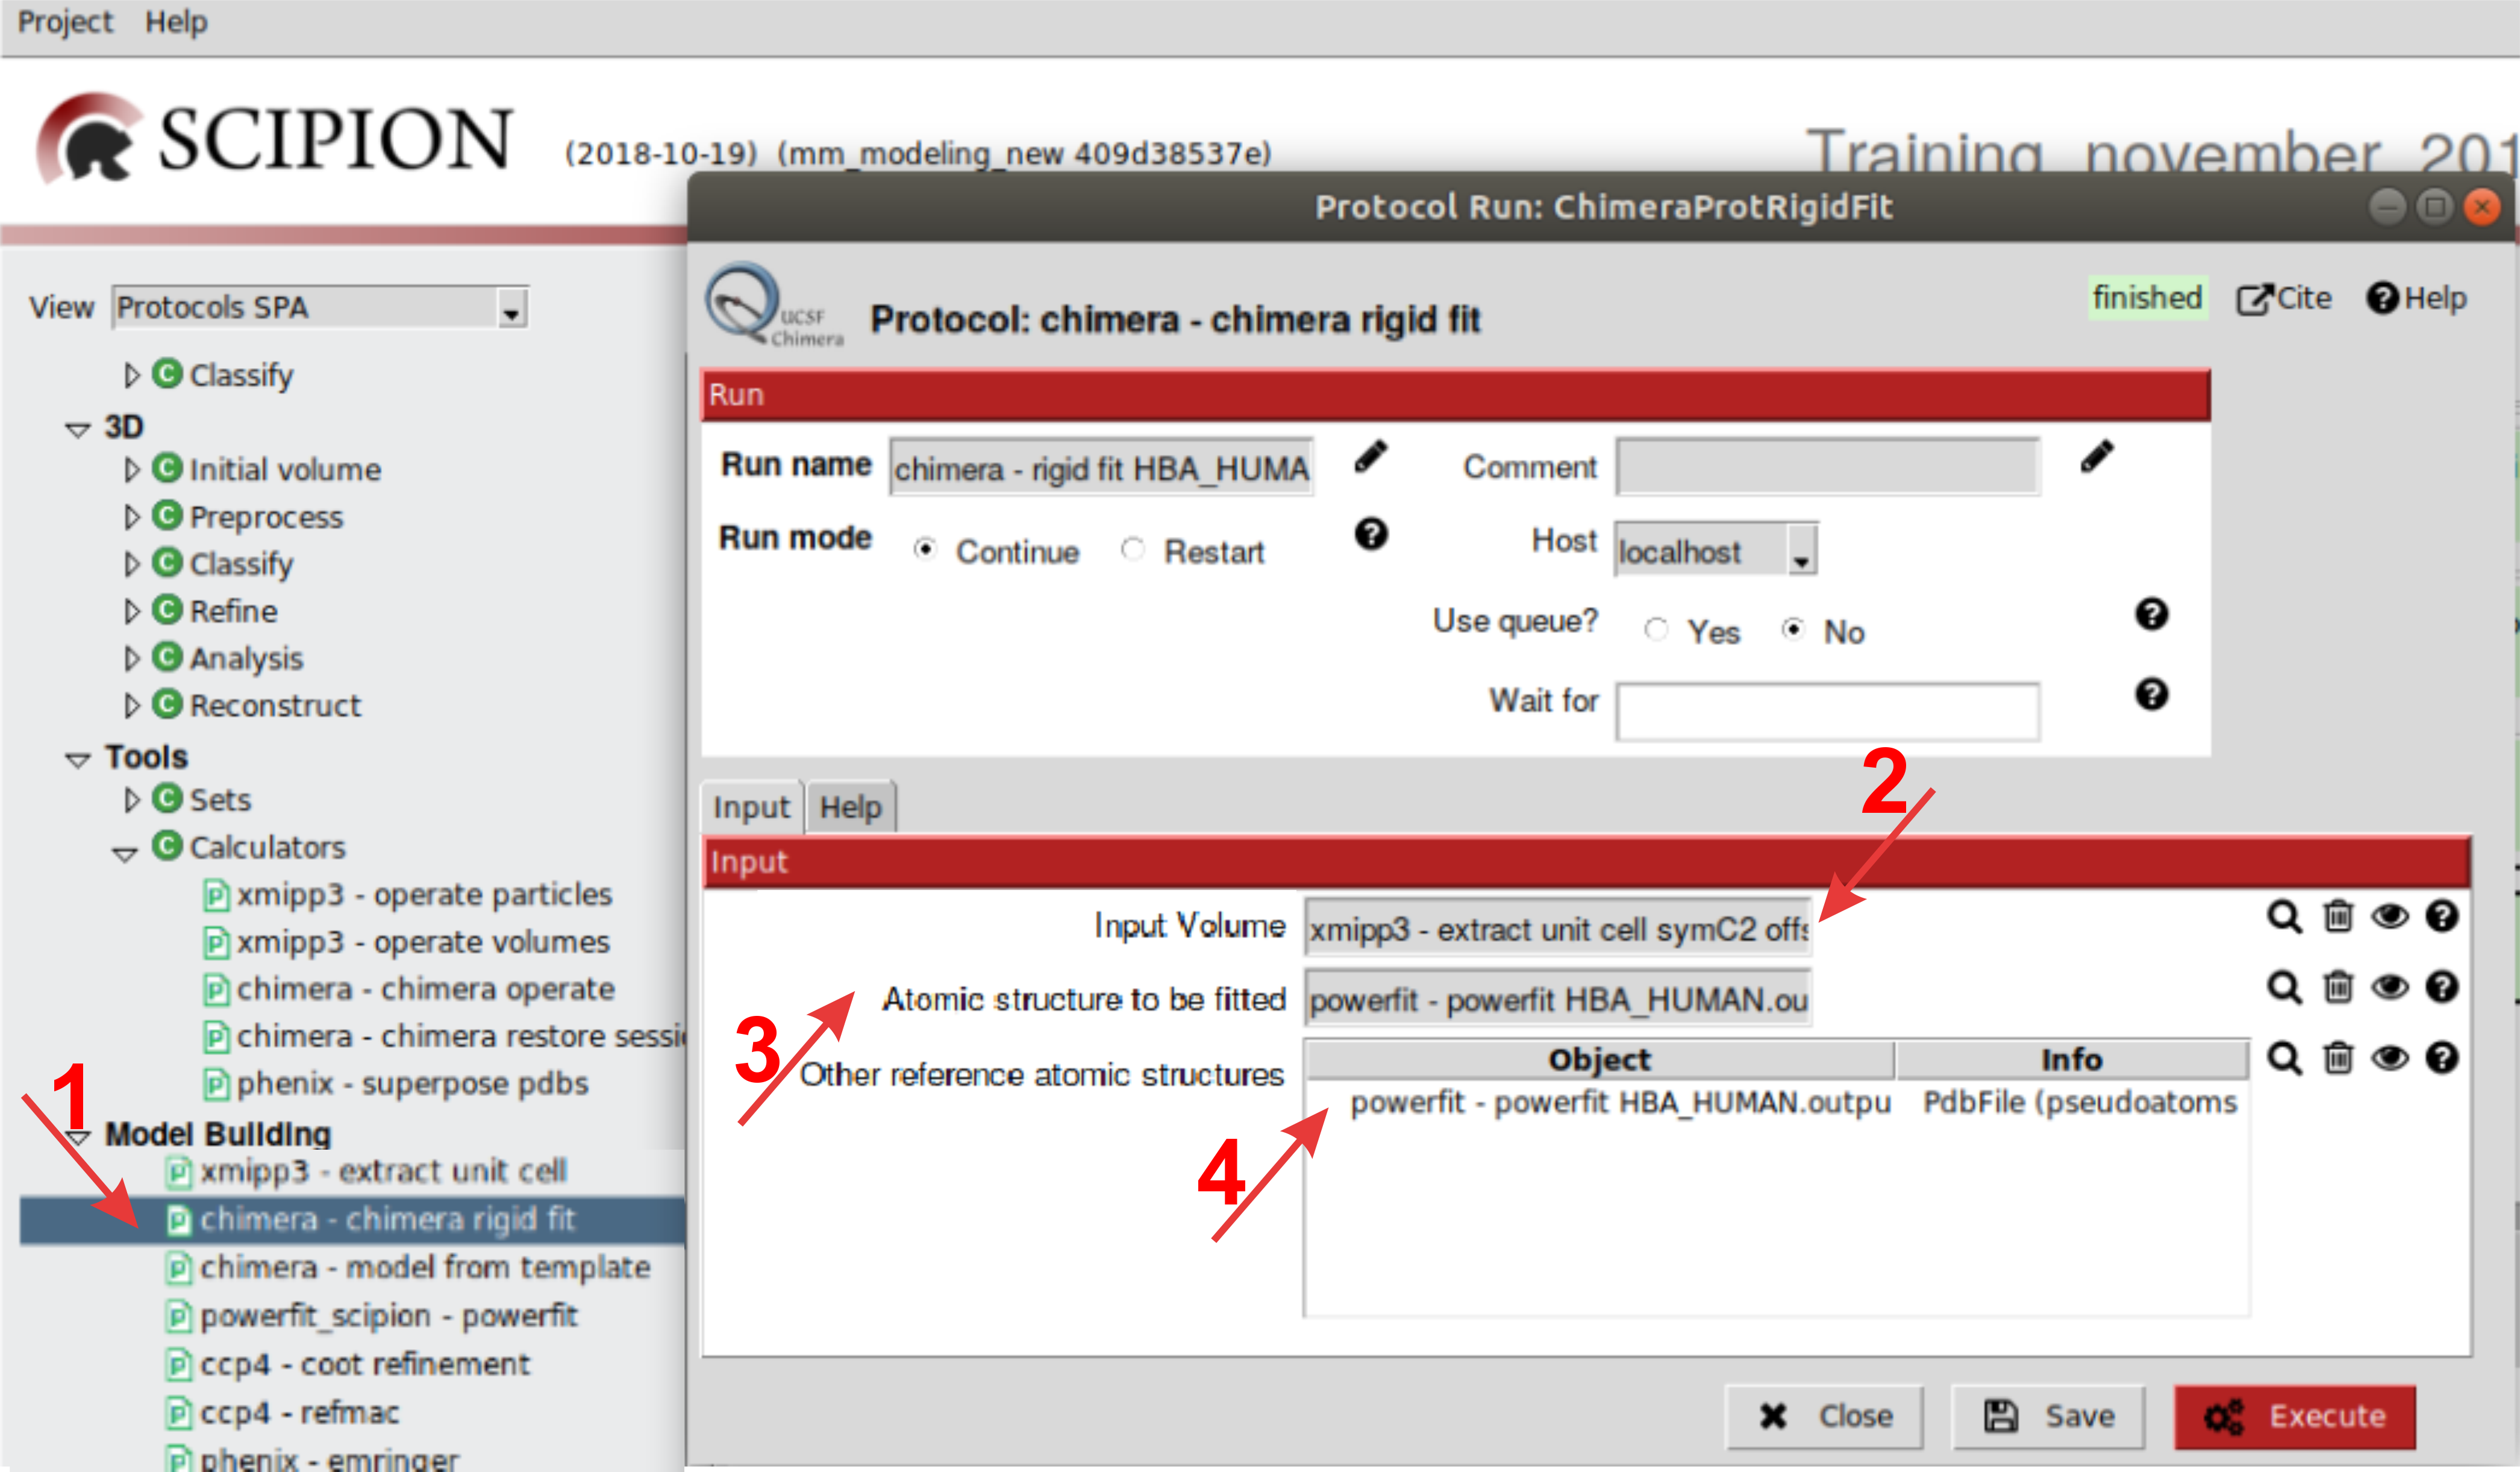 Project Help
SCIPION (2018-10-19) (mm_modeling_new 409d38537e) Training november 201
View Protocols SPA
Classify
3D
Initial volume
Preprocess
Classify
Refine
Analysis
Reconstruct
Tools
Sets
Calculators
xmipp3 - operate particles
xmipp3 - operate volumes
chimera - chimera operate
chimera - chimera restore sessi
phenix - superpose pdbs
1
Model Building
xmipp3 - extract unit cell
chimera - chimera rigid fit
chimera - model from template
powerfit_scipion - powerfit
ccp4 - coot refinement
ccp4 - refmac
phenix - emringer
Protocol Run: ChimeraProtRigidFit
UCSF
Chimera
Protocol: chimera - chimera rigid fit
finished Cite Help
Run
Run name chimera - rigid fit HBA_HUMA Comment
Run mode Continue Restart Host localhost
Use queue? Yes No
Wait for
2
Input Help
Input
Input Volume xmipp3 - extract unit cell symC2 offs
3
Atomic structure to be fitted powerfit - powerfit HBA_HUMAN.ou
Other reference atomic structures Object Info
powerfit - powerfit HBA_HUMAN.outpu PdbFile (pseudoatoms
4
Close Save Execute